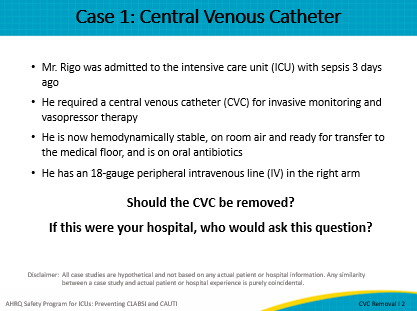 Case 1: Central Venous Catheter
• Mr. Rigo was admitted to the intensive care unit (ICU) with sepsis 3 days
ago
• He required a central venous catheter (CVC) for invasive monitoring and
vasopressor therapy
• He is now hemodynamically stable, on room air and ready for transfer to
the medical floor, and is on oral antibiotics
• He has an 18-gauge peripheral intravenous line (IV) in the right arm
Should the CVC be removed?
If this were your hospital, who would ask this question?
Disclaimer: All case studies are hypothetical and not based on any actual patient or hospital information. Any similarity
between a case study and actual patient or hospital experience is purely coincidental.
AHRQ Safety Program for ICUs: Preventing CLABSI and CAUTI
CVC Removal | 2